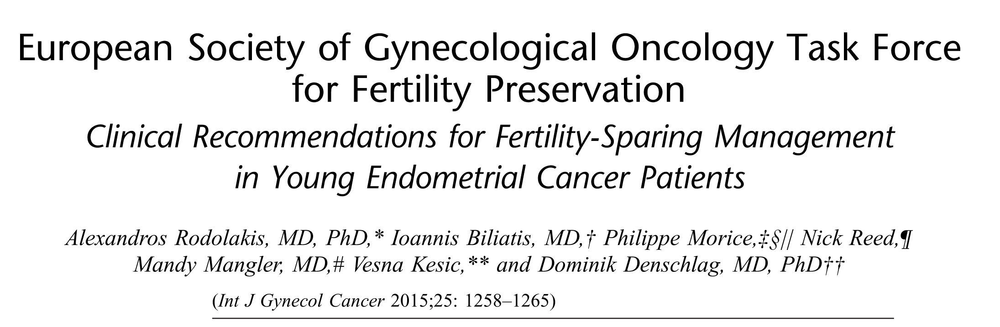 European Society of Gynecological Oncology Task Force
for Fertility Preservation
Clinical Recommendations for Fertility-Sparing Management
in Young Endometrial Cancer Patients
Alexandros Rodolakis, MD, PhD,* Ioannis Biliatis, MD,† Philippe Morice,‡§// Nick Reed,¶
Mandy Mangler, MD,# Vesna Kesic,** and Dominik Denschlag, MD, PhD††
(Int J Gynecol Cancer 2015;25: 1258–1265)